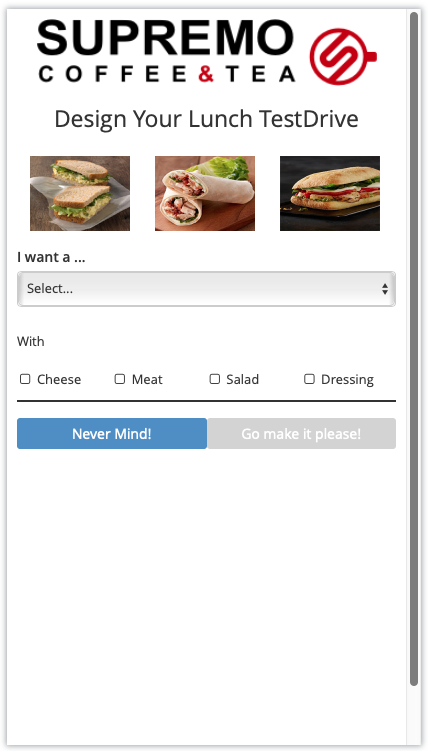 SUPREMO
COFFEE&TEA
Design Your Lunch TestDrive
I want a ...
Select...
With
Cheese Meat Salad Dressing
Never Mind! Go make it please!